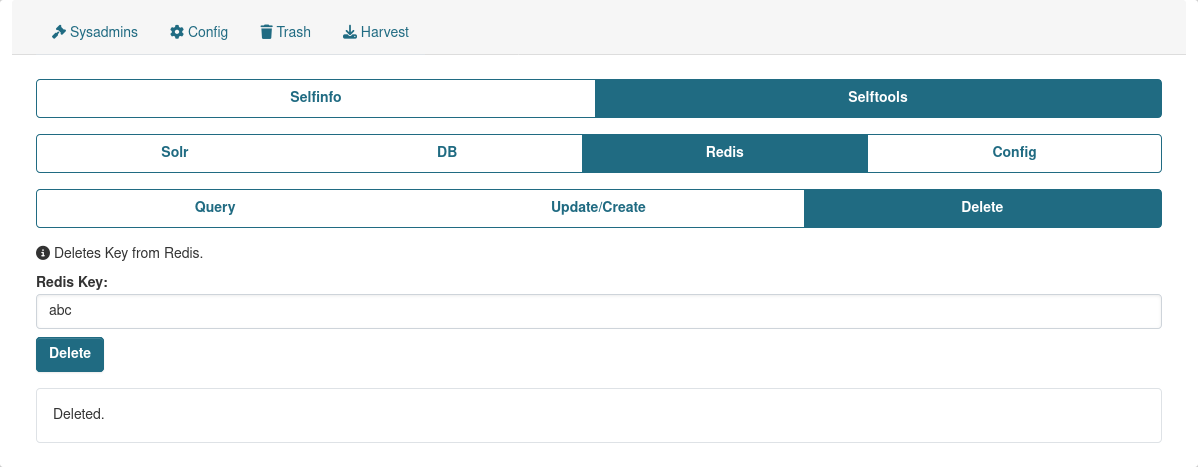 Sysadmins Config Trash Harvest
Selfinfo Selftools
Solr DB Redis Config
Query Update/Create Delete
Deletes Key from Redis.
Redis Key:
abc
Delete
Deleted.